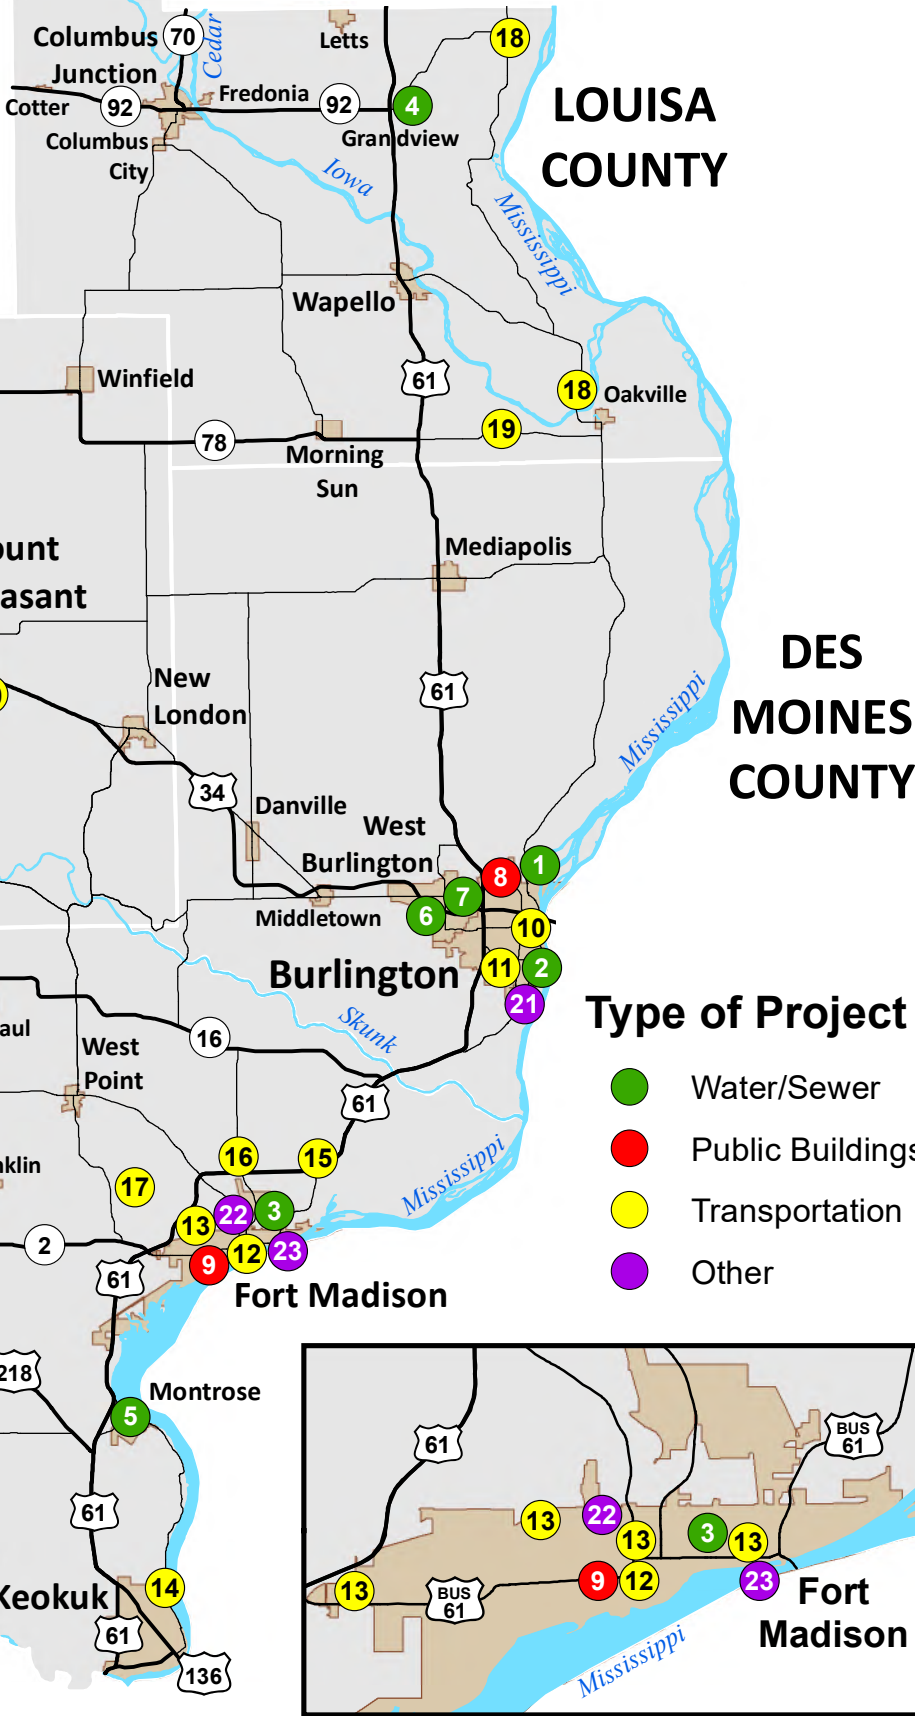 Columbus
Junction
70
Cedar
Letts
18
LOUISA
COUNTY
Cotter
92
Fredonia
92
4
Grandview
Columbus
City
Iowa
Mississippi
Wapello
Winfield
61
18
Oakville
19
78
Morning
Sun
ount
asant
Mediapolis
New
London
61
Mississippi
DES
MOINES
COUNTY
34
Danville
West
Burlington
8
1
7
6
Middletown
10
Burlington
11
2
21
Type of Project
Water/Sewer
Public Buildings
Transportation
Other
16
Skunk
aul
West
Point
61
klin
16
15
17
Mississippi
22
3
13
2
12
23
9
61
Fort Madison
218
Montrose
5
61
Keokuk
14
61
136
61
BUS
61
13
22
13
3
13
13
BUS
61
9
12
23
Fort
Madison
Mississippi